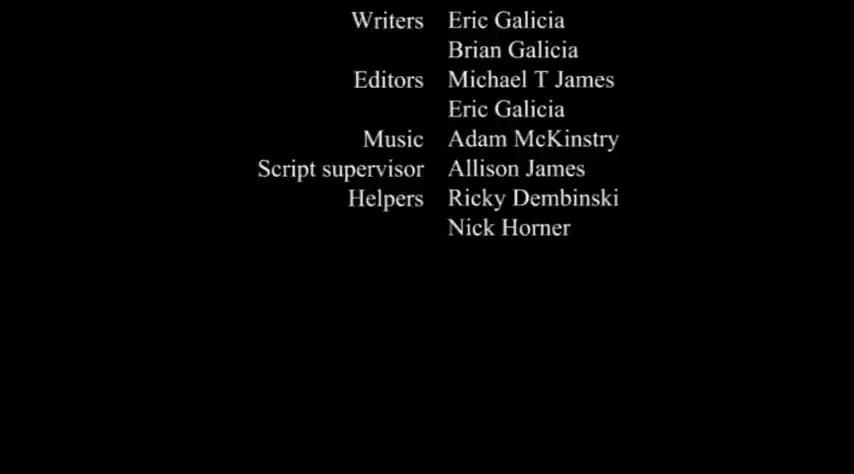 Writers Eric Galicia
Brian Galicia
Editors Michael T James
Eric Galicia
Music Adam McKinstry
Script supervisor Allison James
Helpers Ricky Dembinski
Nick Horner